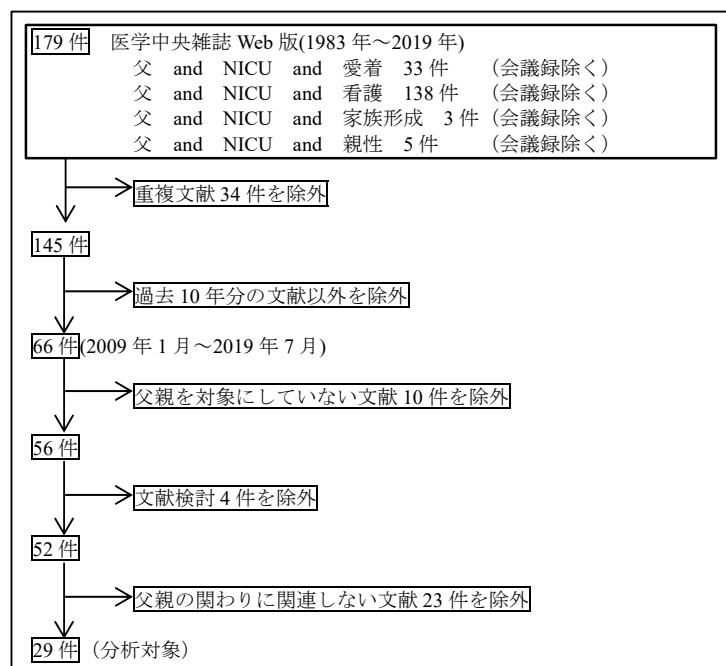 179 件 医学中央雑誌 Web 版(1983 年～2019 年)
父 and NICU and 愛着 33 件 (会議録除く)
父 and NICU and 看護 138 件 (会議録除く)
父 and NICU and 家族形成 3 件 (会議録除く)
父 and NICU and 親性 5 件 (会議録除く)
重複文献 34 件を除外
145 件
過去 10 年分の文献以外を除外
66 件(2009 年 1 月～2019 年 7 月)
父親を対象にしていない文献 10 件を除外
56 件
文献検討 4 件を除外
52 件
父親の関わりに関連しない文献 23 件を除外
29 件（分析対象）